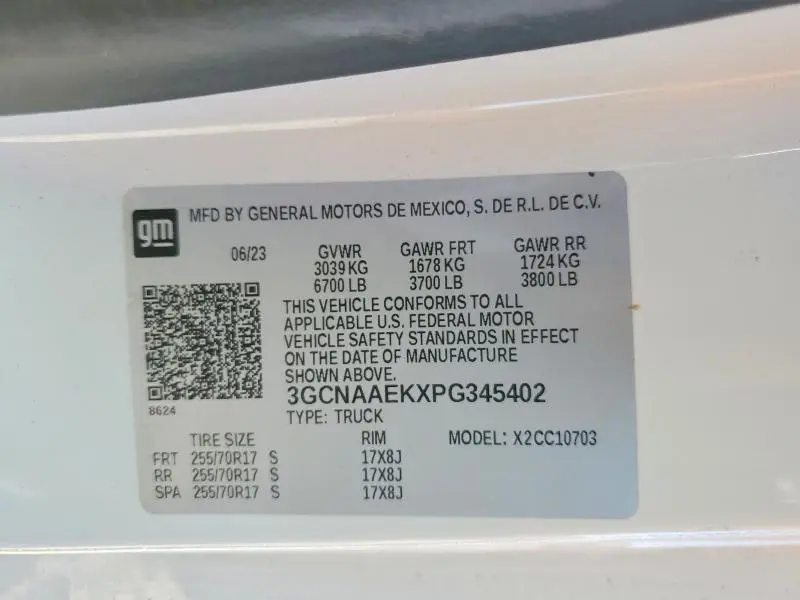 gm
MFD BY GENERAL MOTORS DE MEXICO, S. DE R.L. DE C.V.
06/23 GVWR GAWR FRT GAWR RR
3039 KG 1678 KG 1724 KG
6700 LB 3700 LB 3800 LB
THIS VEHICLE CONFORMS TO ALL
APPLICABLE U.S. FEDERAL MOTOR
VEHICLE SAFETY STANDARDS IN EFFECT
ON THE DATE OF MANUFACTURE
SHOWN ABOVE.
3GCNAAEKXPG345402
8624
TYPE: TRUCK
TIRE SIZE RIM MODEL: X2CC10703
FRT 255/70R17 S 17X8J
RR 255/70R17 S 17X8J
SPA 255/70R17 S 17X8J